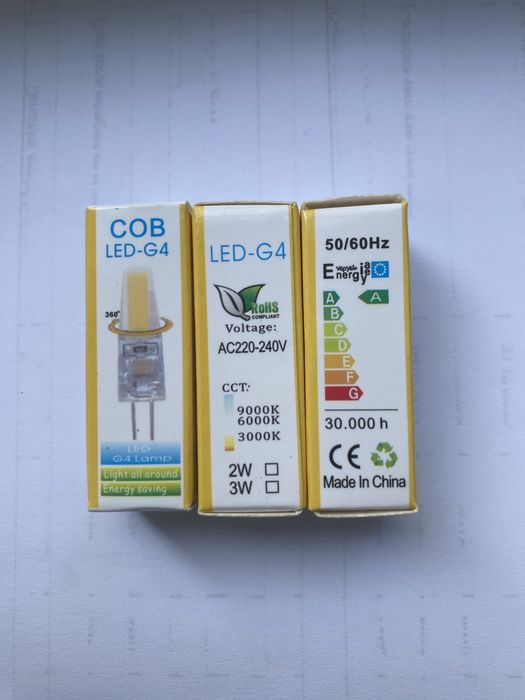 COB
LED-G4
360°
LED
G4 Lamp
Light all around
Energy saving
LED-G4
RoHS
COMPLIANT
Voltage:
AC220-240V
CCT:
9000K
6000K
3000K
2W
3W
50/60Hz
Energy
A A
B
C
D
E
F
G
30.000 h
CE
Made In China